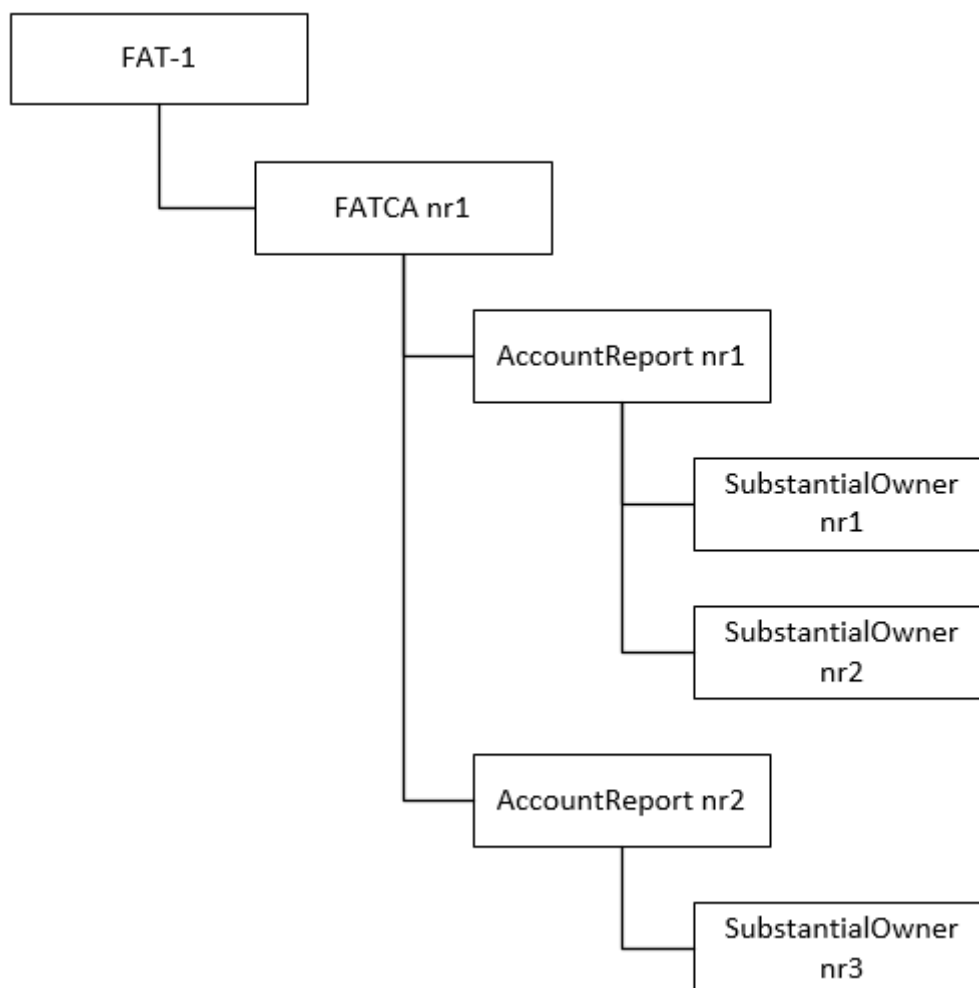 FAT-1
FATCA nr1
AccountReport nr1
SubstantialOwner
nr1
SubstantialOwner
nr2
AccountReport nr2
SubstantialOwner
nr3